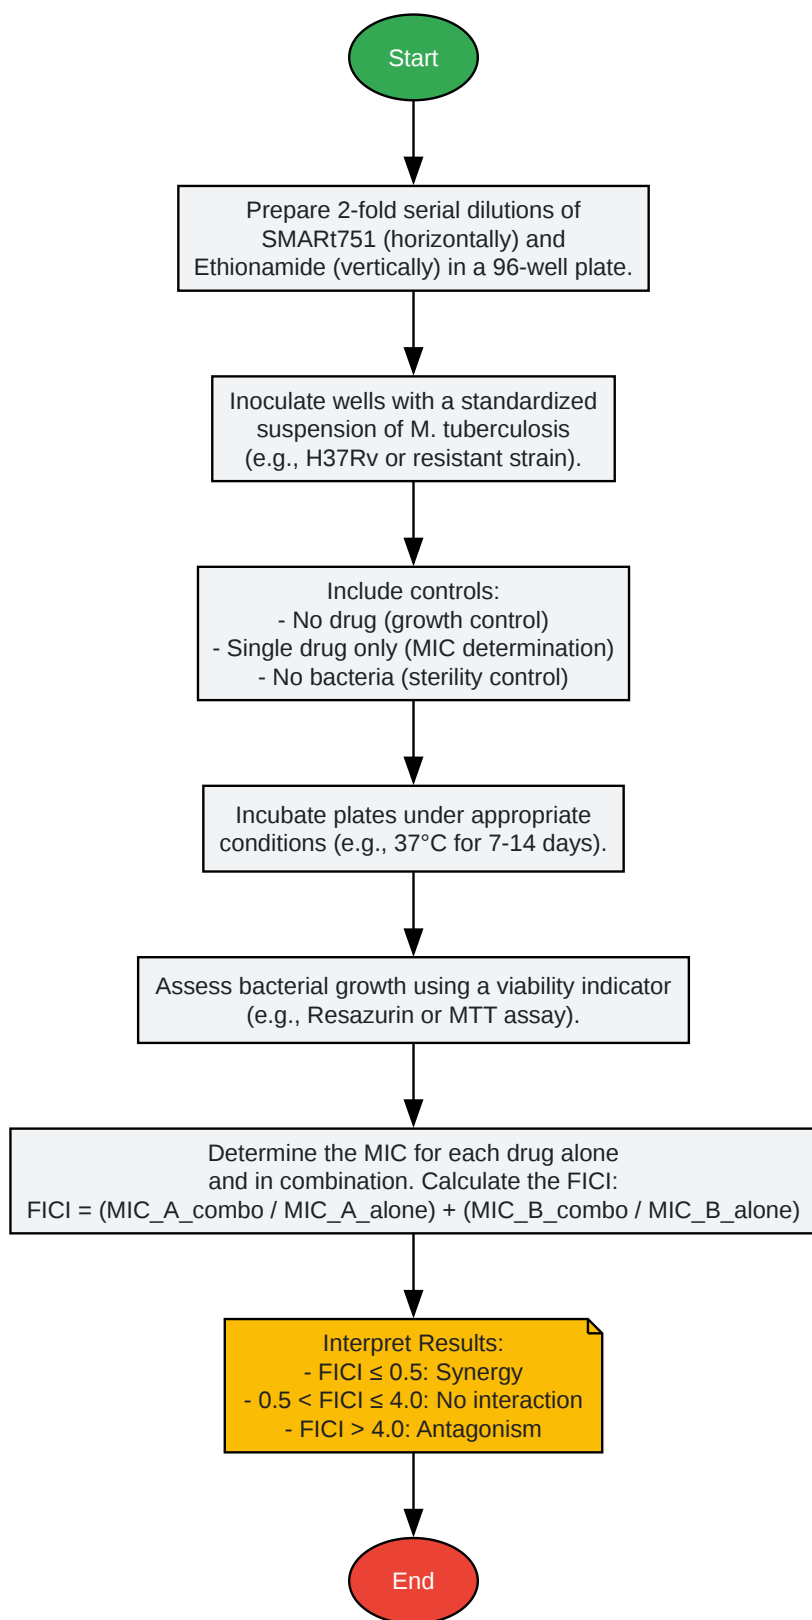 Start
Prepare 2-fold serial dilutions of
SMARt751 (horizontally) and
Ethionamide (vertically) in a 96-well plate.
Inoculate wells with a standardized
suspension of M. tuberculosis
(e.g., H37Rv or resistant strain).
Include controls:
- No drug (growth control)
- Single drug only (MIC determination)
- No bacteria (sterility control)
Incubate plates under appropriate
conditions (e.g., 37°C for 7-14 days).
Assess bacterial growth using a viability indicator
(e.g., Resazurin or MTT assay).
Determine the MIC for each drug alone
and in combination. Calculate the FICI:
FICI = (MIC_A_combo / MIC_A_alone) + (MIC_B_combo / MIC_B_alone)
Interpret Results:
- FICI ≤ 0.5: Synergy
- 0.5 < FICI ≤ 4.0: No interaction
- FICI > 4.0: Antagonism
End